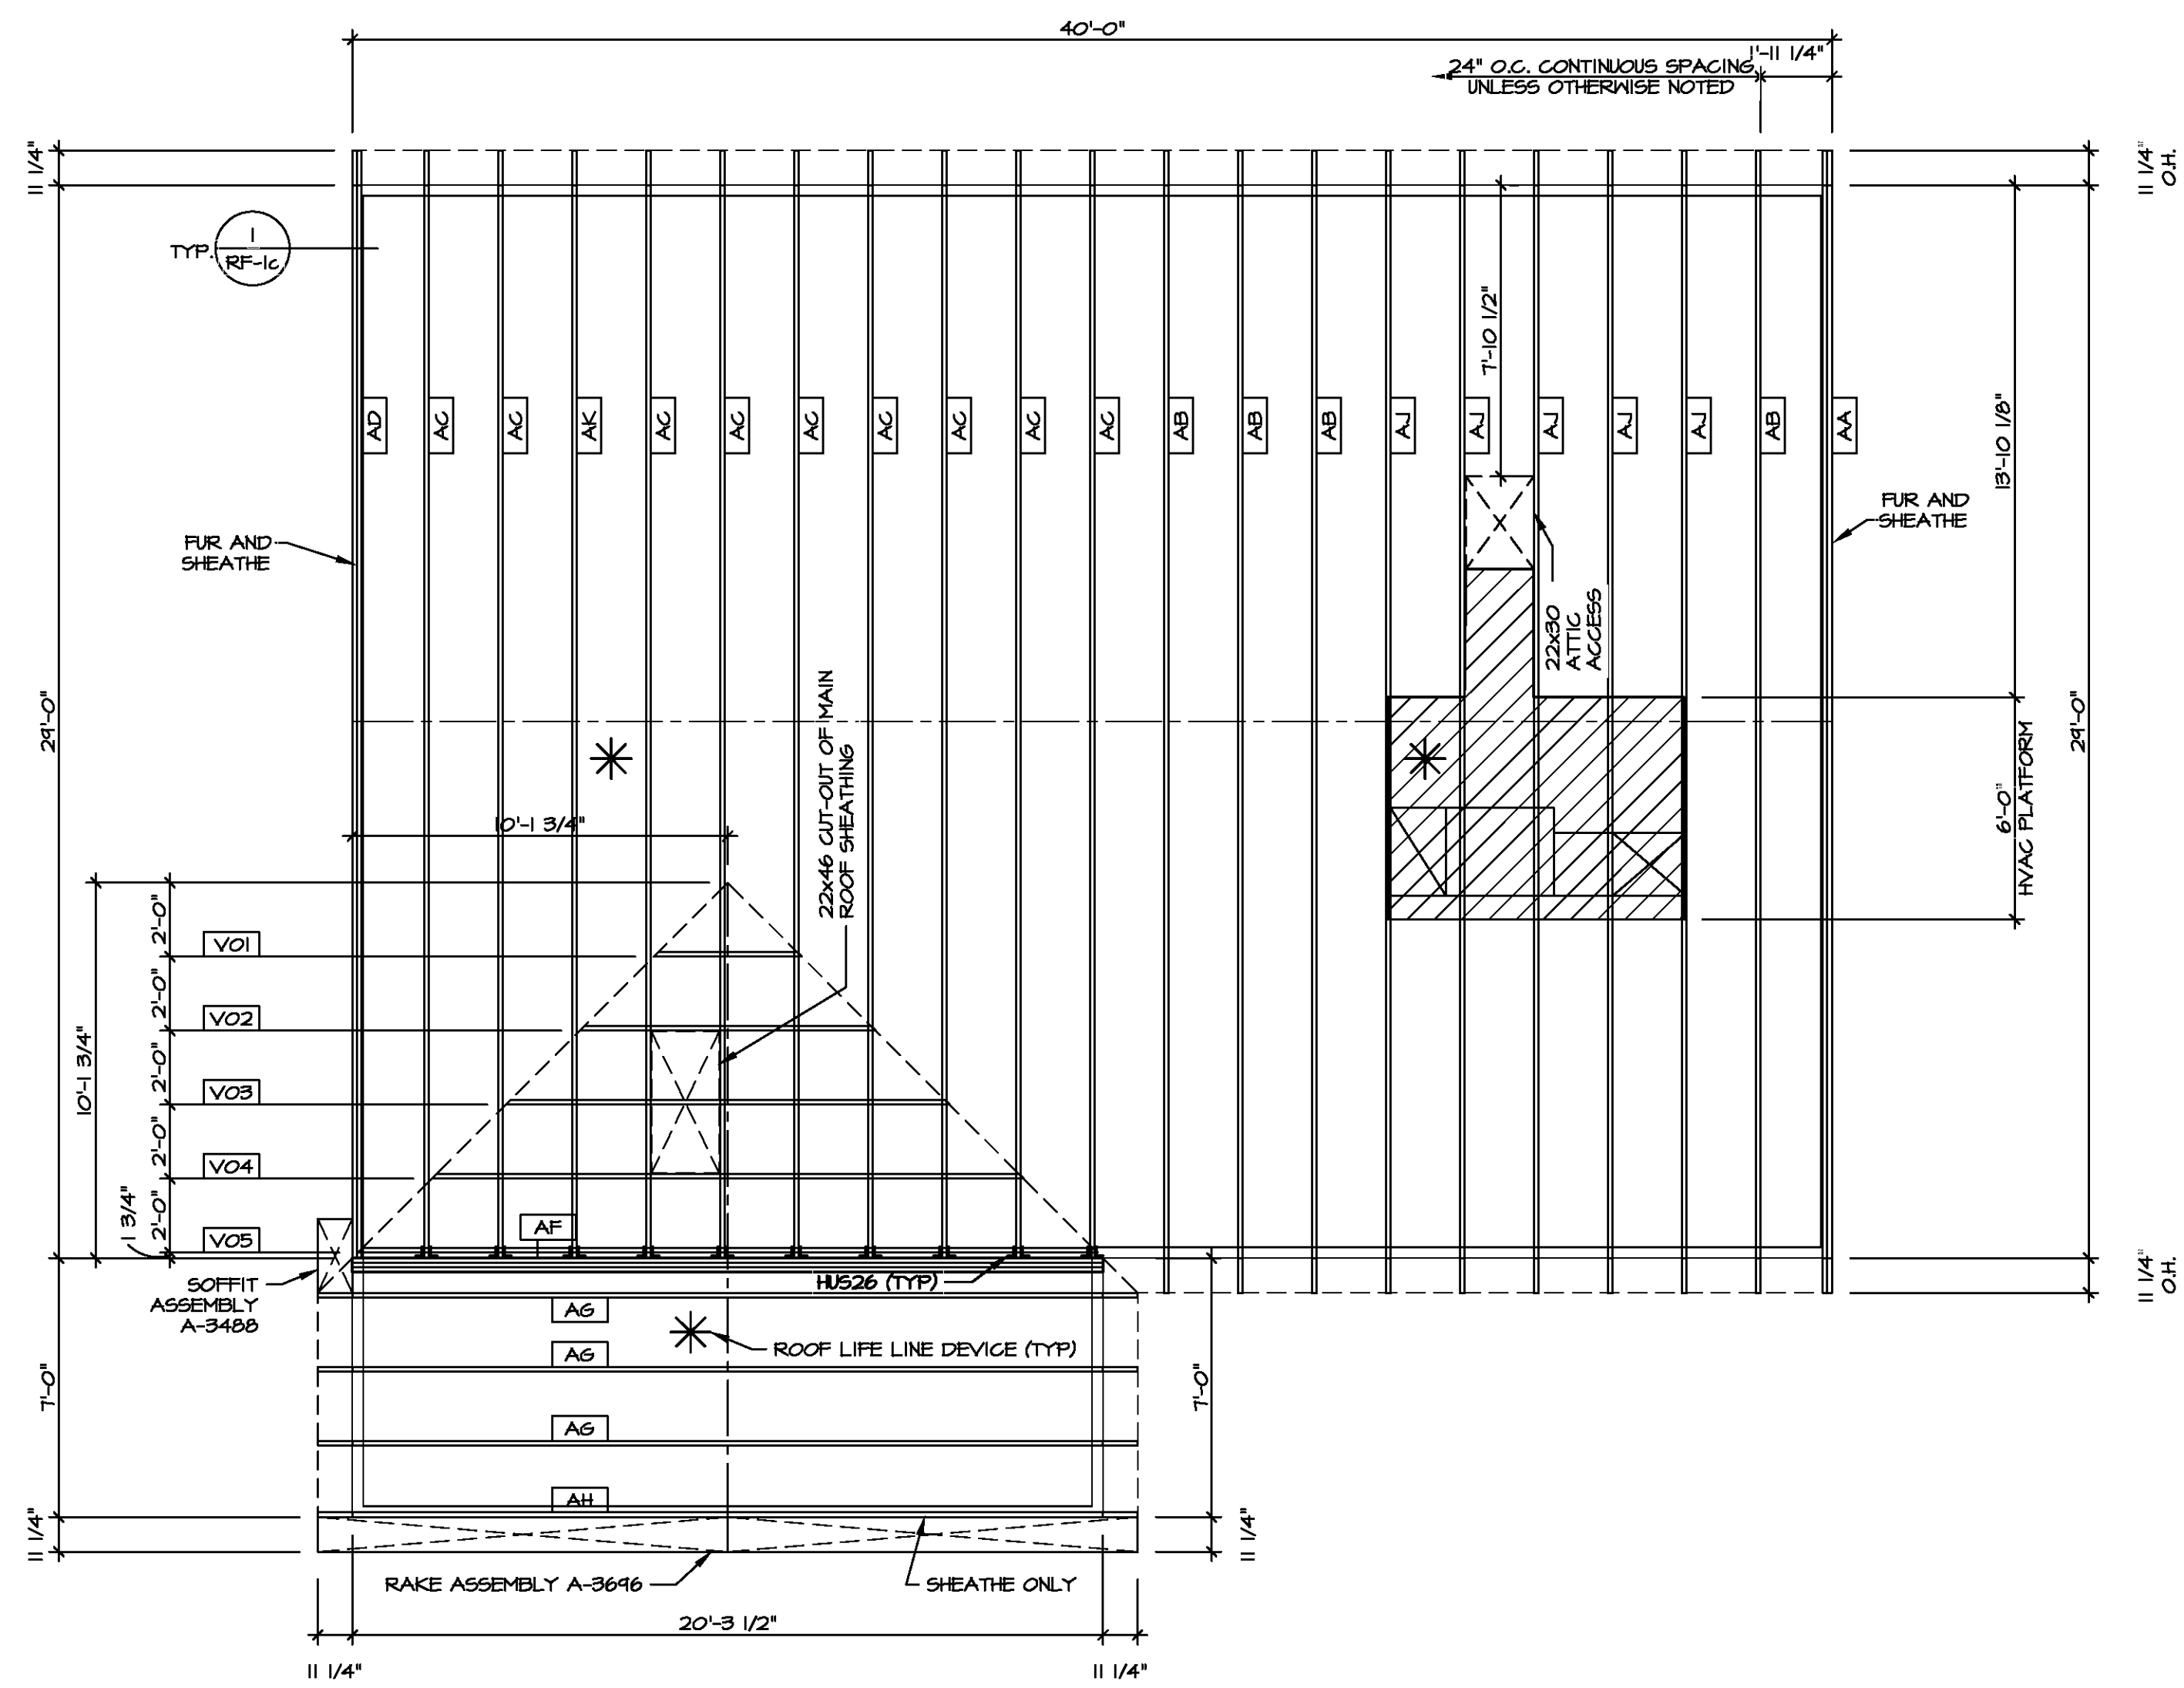 40'-0"
1'-11 1/4"
24" O.C. CONTINUOUS SPACING
UNLESS OTHERWISE NOTED
11 1/4"
11 1/4"
O.H.
TYP.
1
RF-1c
7'-10 1/2"
AD
AC
AC
AK
AC
AC
AC
AC
AC
AC
AC
AB
AB
AB
AJ
AJ
AJ
AJ
AJ
AB
AA
13'-10 1/8"
FUR AND
SHEATHE
FUR AND
SHEATHE
22x30
ATTIC
ACCESS
29'-0"
29'-0"
22x46 CUT-OUT OF MAIN
ROOF SHEATHING
6'-0"
HVAC PLATFORM
10'-1 3/4"
2'-0"
V01
2'-0"
V02
10'-1 3/4"
2'-0"
V03
2'-0"
V04
1 3/4"
2'-0"
V05
AF
SOFFIT
ASSEMBLY
A-3488
HUS26 (TYP)
11 1/4"
O.H.
AG
ROOF LIFE LINE DEVICE (TYP)
AG
7'-0"
7'-0"
AG
AH
11 1/4"
11 1/4"
RAKE ASSEMBLY A-3696
SHEATHE ONLY
20'-3 1/2"
11 1/4"
11 1/4"